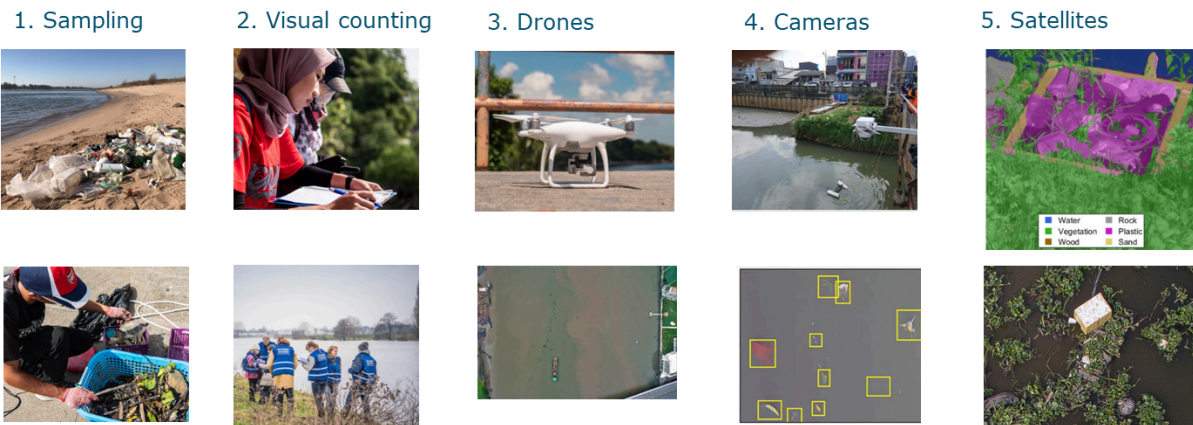 1. Sampling
2. Visual counting
3. Drones
4. Cameras
5. Satellites
Water
Rock
Vegetation
Plastic
Wood
Sand